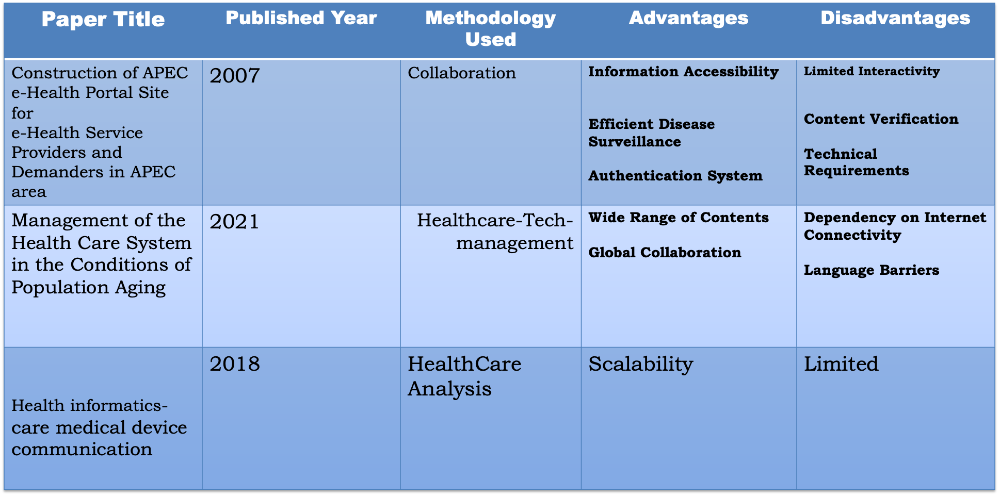 Paper Title
Published Year
Methodology
Used
Advantages
Disadvantages
Construction of APEC
e-Health Portal Site
for
e-Health Service
Providers and
Demanders in APEC
area
2007
Collaboration
Information Accessibility
Efficient Disease
Surveillance
Authentication System
Limited Interactivity
Content Verification
Technical
Requirements
Management of the
Health Care System
in the Conditions of
Population Aging
2021
Healthcare-Tech-
management
Wide Range of Contents
Global Collaboration
Dependency on Internet
Connectivity
Language Barriers
Health informatics-
care medical device
communication
2018
HealthCare
Analysis
Scalability
Limited